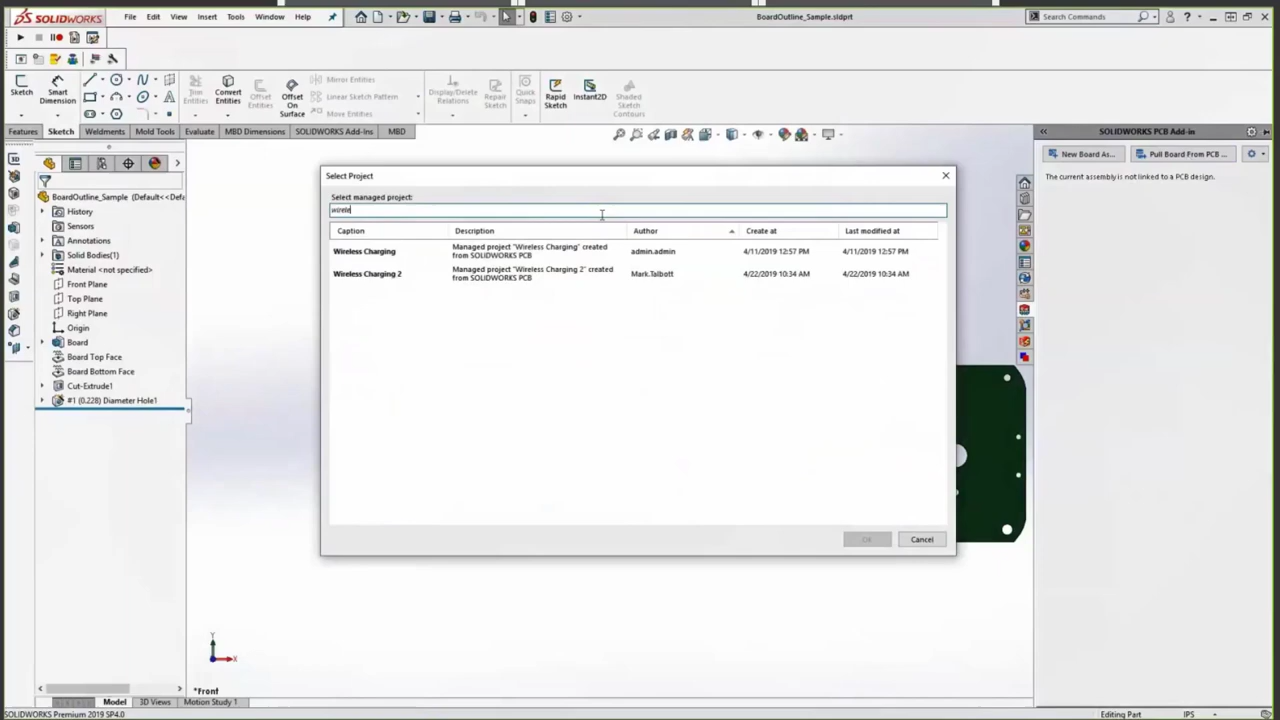 SOLIDWORKS File Edit View Insert Tools Window Help BoardOutline_Sample.sldprt Search Commands
Sketch Smart Dimension Trim Entities Convert Entities Offset Entities Offset On Surface Mirror Entities Linear Sketch Pattern Move Entities Display/Delete Relations Repair Sketch Quick Snaps Rapid Sketch Instant2D Shaded Sketch Contours
Features Sketch Weldments Mold Tools Evaluate MBD Dimensions SOLIDWORKS Add-Ins MBD
SOLIDWORKS PCB Add-in
New Board As... Pull Board From PCB ...
The current assembly is not linked to a PCB design.
BoardOutline_Sample (Default<<Defa
History
Sensors
Annotations
Solid Bodies(1)
Material <not specified>
Front Plane
Top Plane
Right Plane
Origin
Board
Board Top Face
Board Bottom Face
Cut-Extrude1
#1 (0.228) Diameter Hole1
Select Project
Select managed project:
wirele
Caption Description Author Create at Last modified at
Wireless Charging Managed project "Wireless Charging" created from SOLIDWORKS PCB admin.admin 4/11/2019 12:57 PM 4/11/2019 12:57 PM
Wireless Charging 2 Managed project "Wireless Charging 2" created from SOLIDWORKS PCB Mark.Talbott 4/22/2019 10:34 AM 4/22/2019 10:34 AM
OK Cancel
Y
X
*Front
Model 3D Views Motion Study 1
SOLIDWORKS Premium 2019 SP4.0 Editing Part IPS